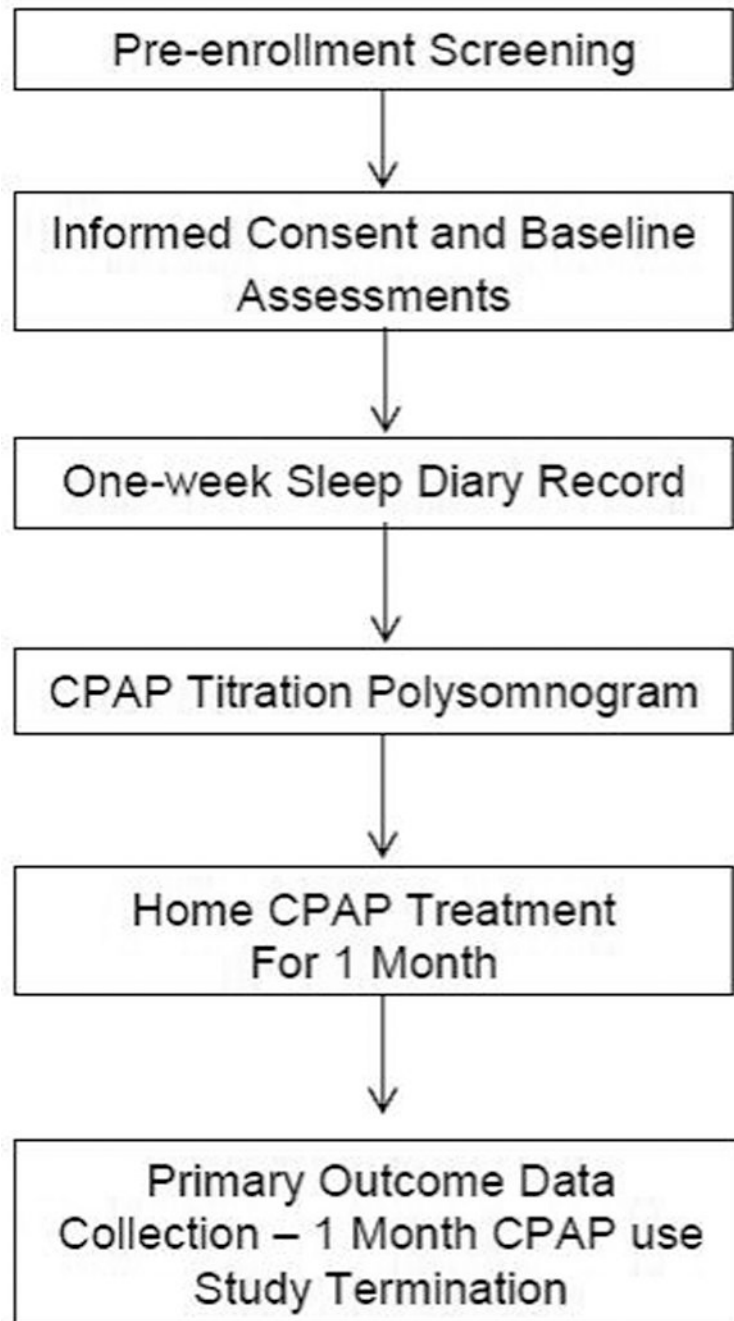 Pre-enrollment Screening
Informed Consent and Baseline
Assessments
One-week Sleep Diary Record
CPAP Titration Polysomnogram
Home CPAP Treatment
For 1 Month
Primary Outcome Data
Collection – 1 Month CPAP use
Study Termination